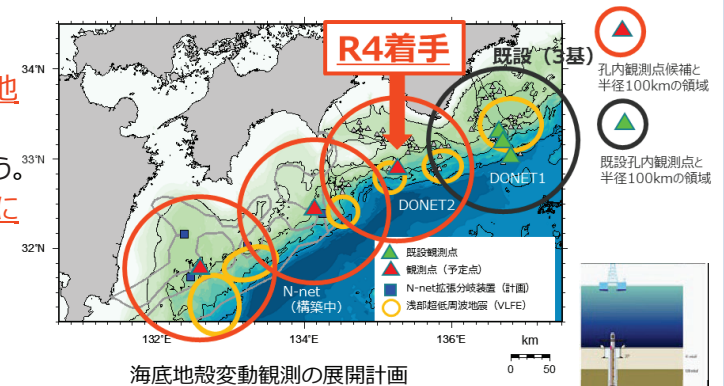 地
う。
に
R4着手
既設（3基）
34°N
33°N
32°N
DONET1
DONET2
N-net
（構築中）
既設観測点
観測点（予定点）
N-net拡張分岐装置（計画）
浅部超低周波地震（VLFE）
132°E
134°E
135°E
136°E
km
0 50
海底地殻変動観測の展開計画
孔内観測点候補と
半径100kmの領域
既設孔内観測点と
半径100kmの領域